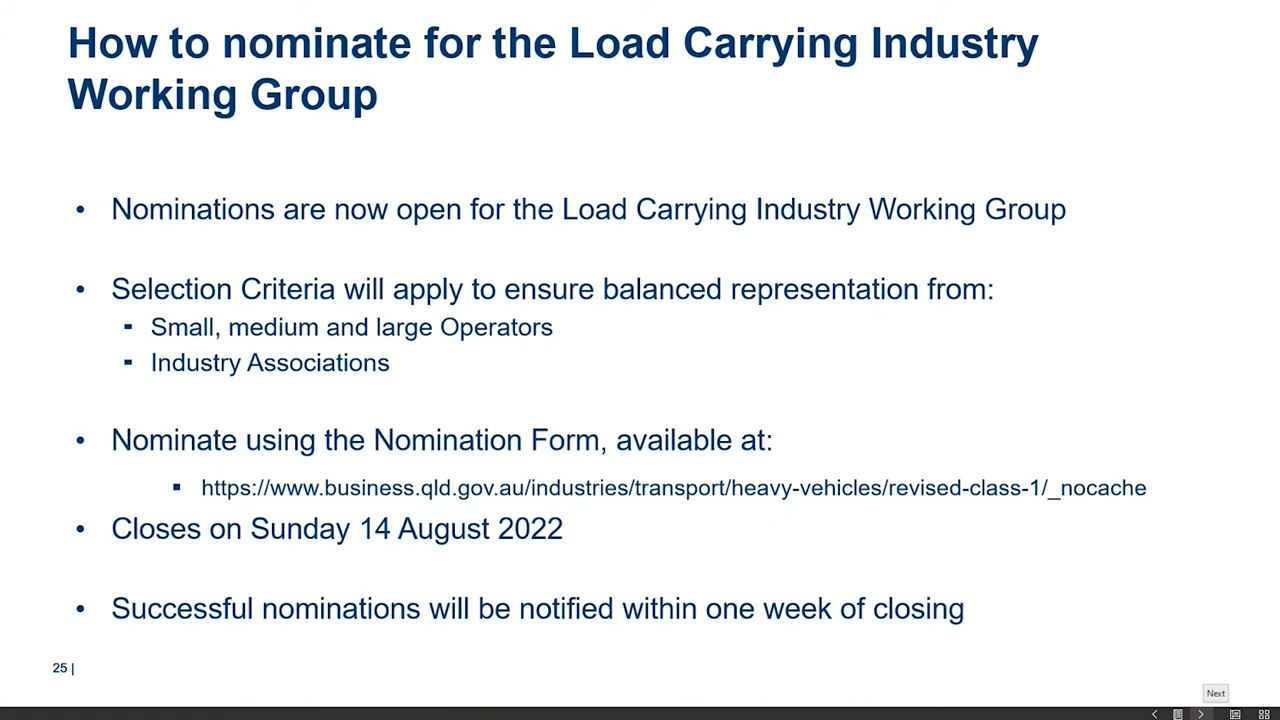 How to nominate for the Load Carrying Industry
Working Group
• Nominations are now open for the Load Carrying Industry Working Group
• Selection Criteria will apply to ensure balanced representation from:
▪ Small, medium and large Operators
▪ Industry Associations
• Nominate using the Nomination Form, available at:
▪ https://www.business.qld.gov.au/industries/transport/heavy-vehicles/revised-class-1/_nocache
• Closes on Sunday 14 August 2022
• Successful nominations will be notified within one week of closing
25 |
Next